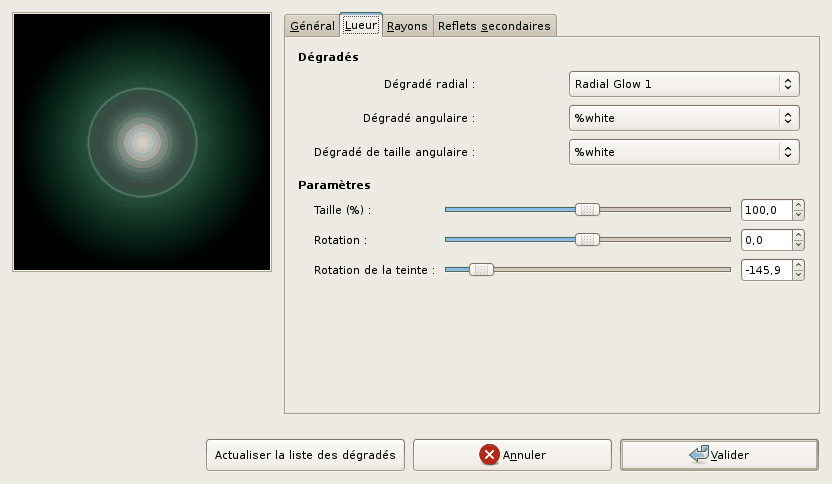 Général Lueur Rayons Reflets secondaires
Dégradés
Dégradé radial : Radial Glow 1
Dégradé angulaire : %white
Dégradé de taille angulaire : %white
Paramètres
Taille (%) : 100,0
Rotation : 0,0
Rotation de la teinte : -145,9
Actualiser la liste des dégradés Annuler Valider